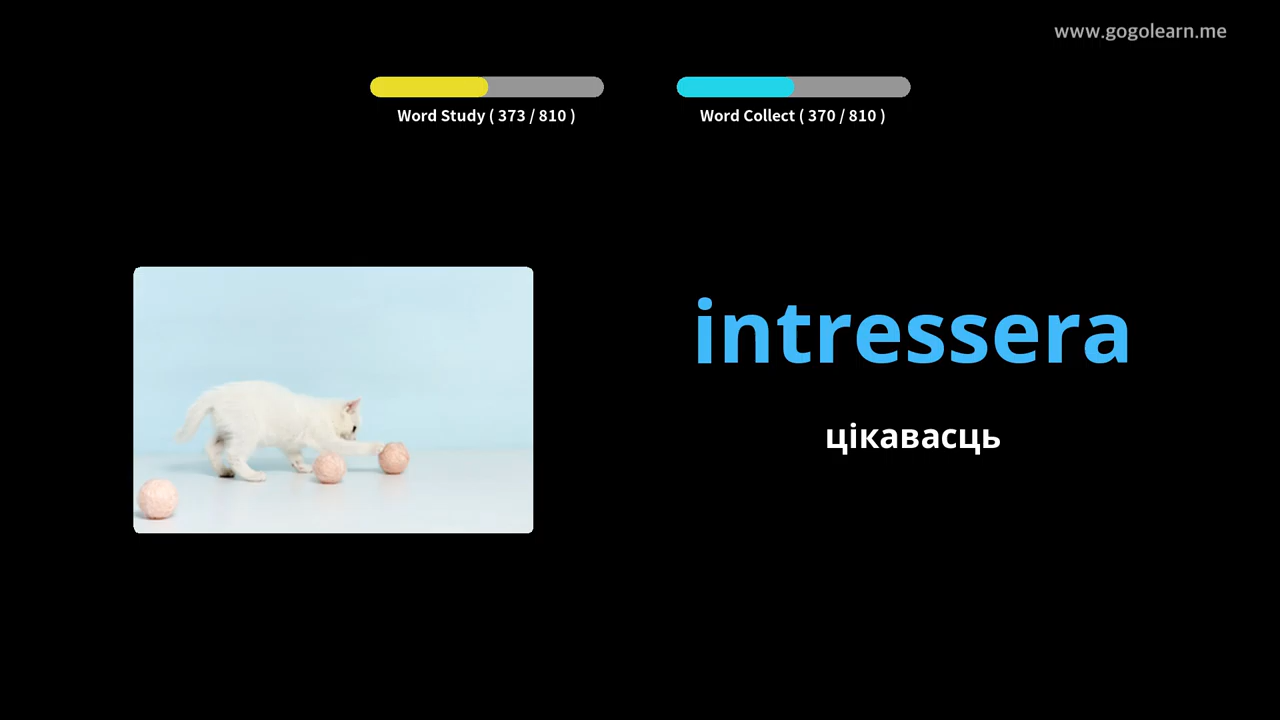 www.gogolearn.me
Word Study ( 373 / 810 )
Word Collect ( 370 / 810 )
intressera
цікавасць